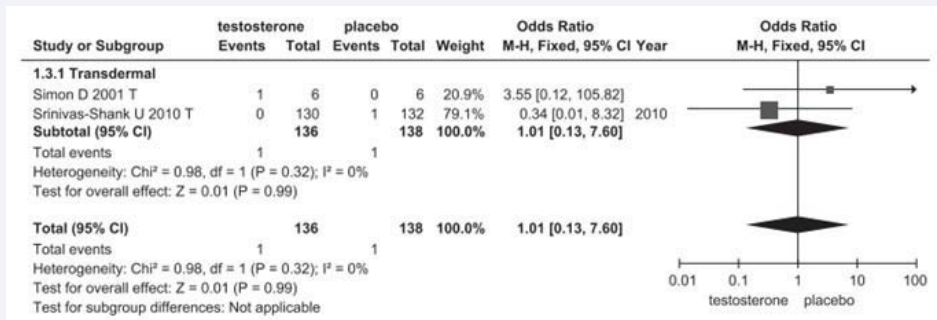 testosterone placebo Odds Ratio Odds Ratio
Study or Subgroup Events Total Events Total Weight M-H, Fixed, 95% CI Year M-H, Fixed, 95% CI
1.3.1 Transdermal
Simon D 2001 T 1 6 0 6 20.9% 3.55 [0.12, 105.82]
Srinivas-Shank U 2010 T 0 130 1 132 79.1% 0.34 [0.01, 8.32] 2010
Subtotal (95% CI) 136 138 100.0% 1.01 [0.13, 7.60]
Total events 1 1
Heterogeneity: Chi² = 0.98, df = 1 (P = 0.32); I² = 0%
Test for overall effect: Z = 0.01 (P = 0.99)
Total (95% CI) 136 138 100.0% 1.01 [0.13, 7.60]
Total events 1 1
Heterogeneity: Chi² = 0.98, df = 1 (P = 0.32); I² = 0%
Test for overall effect: Z = 0.01 (P = 0.99)
Test for subgroup differences: Not applicable
0.01 0.1 1 10 100
testosterone placebo